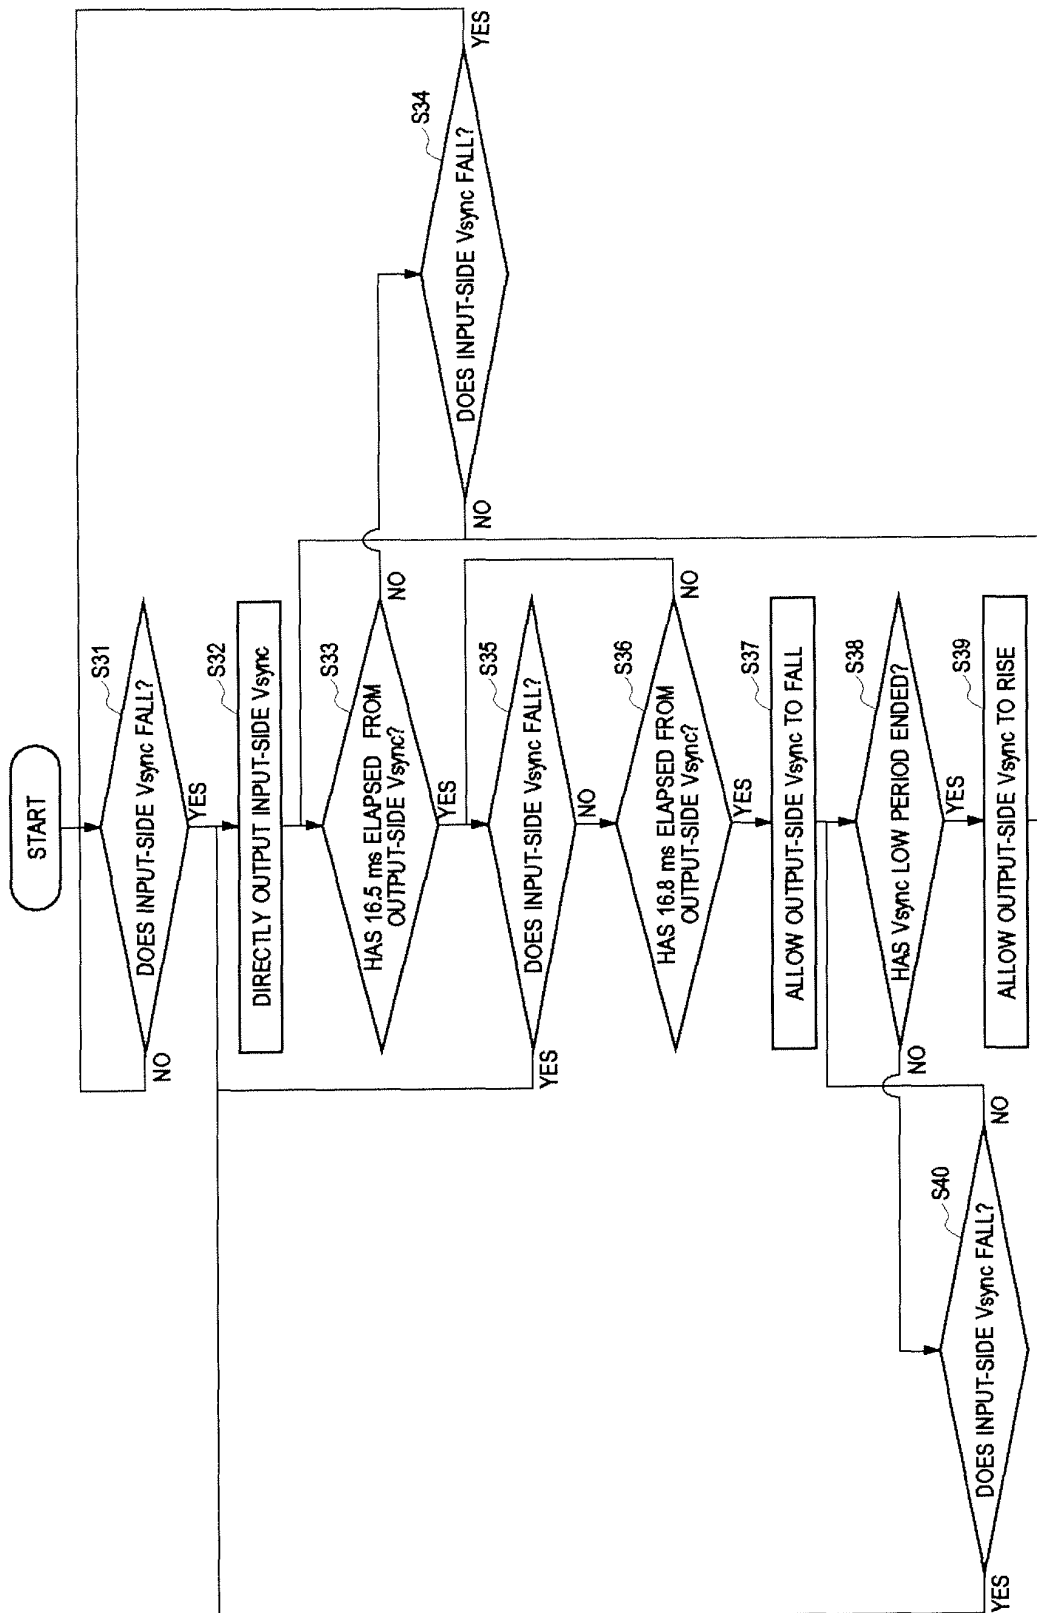 START
S31
DOES INPUT-SIDE Vsync FALL?
NO
YES
S32
DIRECTLY OUTPUT INPUT-SIDE Vsync
S33
HAS 16.5 ms ELAPSED FROM
OUTPUT-SIDE Vsync?
NO
YES
S34
DOES INPUT-SIDE Vsync FALL?
YES
NO
S35
DOES INPUT-SIDE Vsync FALL?
YES
NO
S36
HAS 16.8 ms ELAPSED FROM
OUTPUT-SIDE Vsync?
NO
YES
S37
ALLOW OUTPUT-SIDE Vsync TO FALL
S38
HAS Vsync LOW PERIOD ENDED?
NO
YES
S39
ALLOW OUTPUT-SIDE Vsync TO RISE
S40
DOES INPUT-SIDE Vsync FALL?
NO
YES